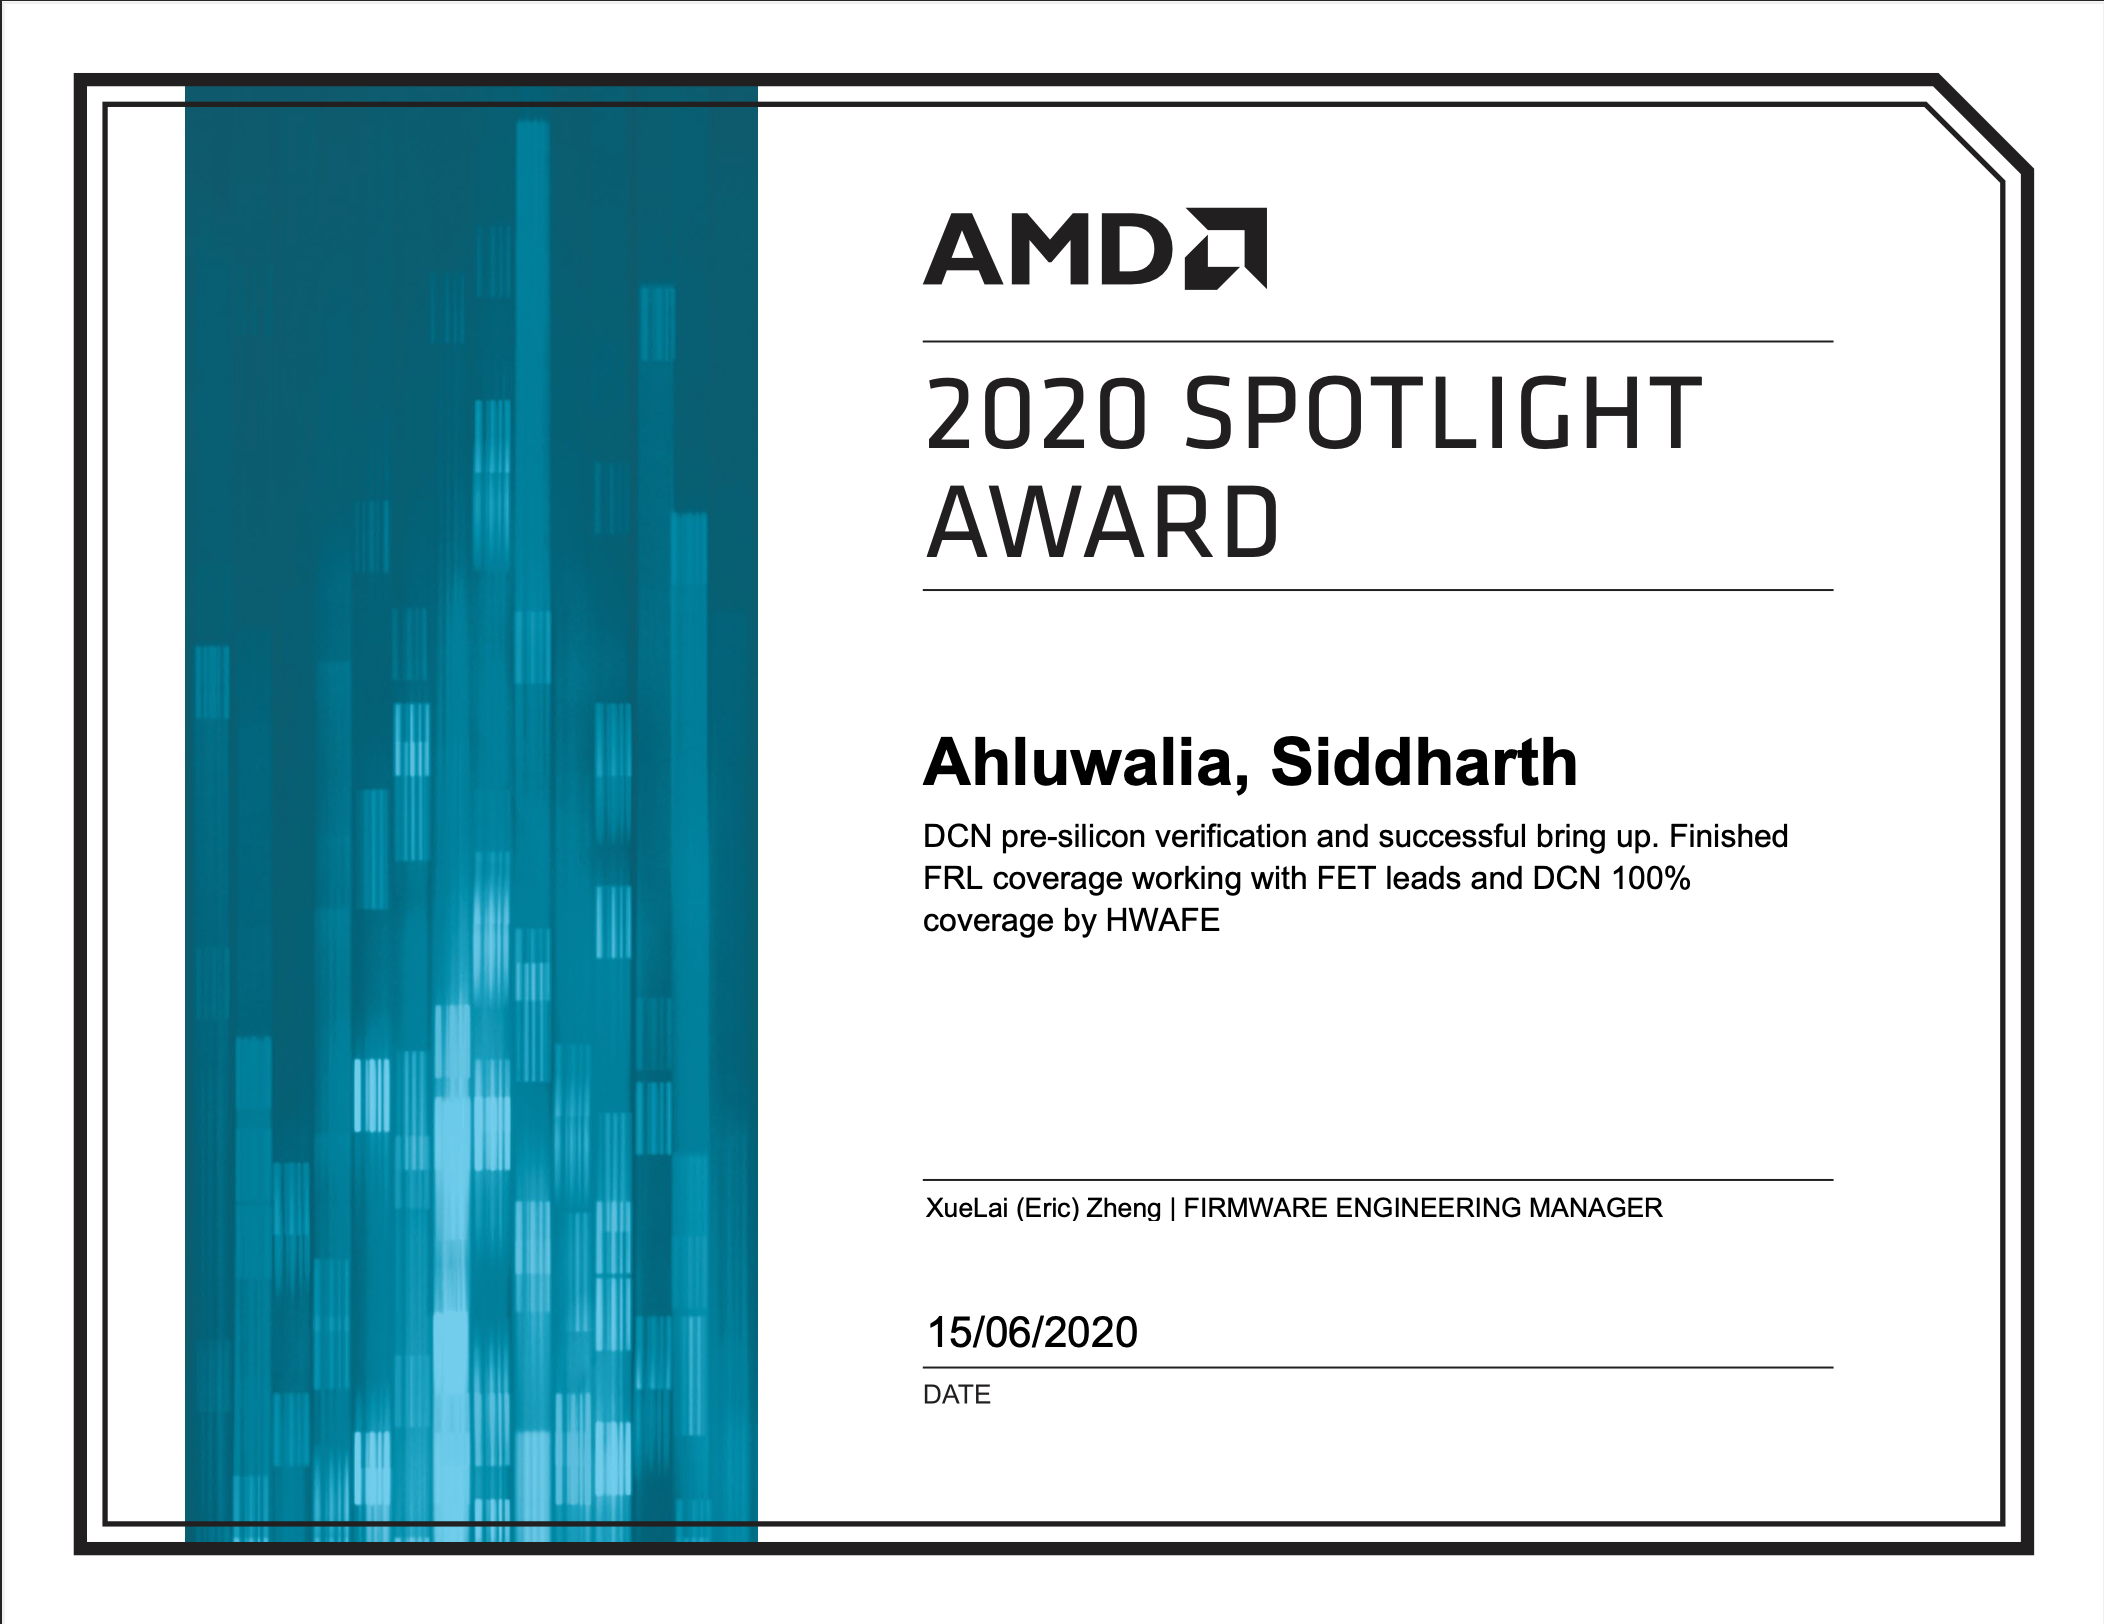 AMD
2020 SPOTLIGHT
AWARD
Ahluwalia, Siddharth
DCN pre-silicon verification and successful bring up. Finished
FRL coverage working with FET leads and DCN 100%
coverage by HWAFE
XueLai (Eric) Zheng | FIRMWARE ENGINEERING MANAGER
15/06/2020
DATE